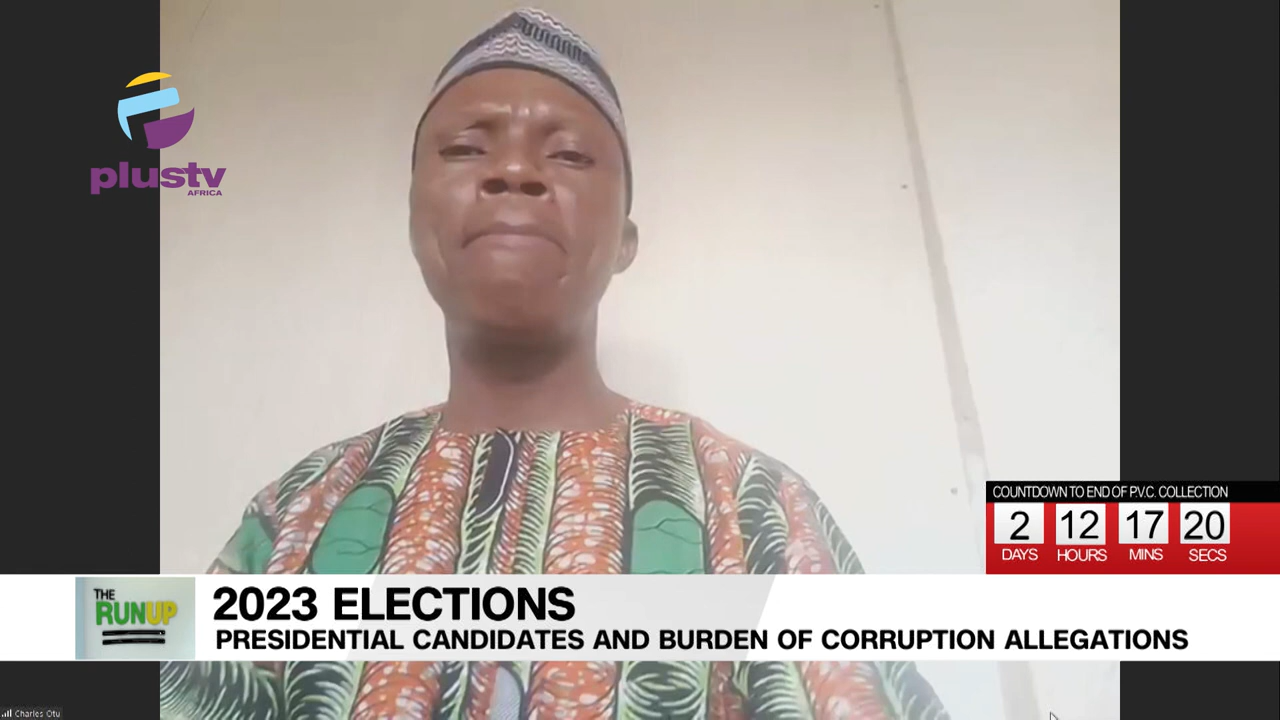 plustv
AFRICA
COUNTDOWN TO END OF P.V.C. COLLECTION
2 12 17 20
DAYS HOURS MINS SECS
THE
RUNUP
2023 ELECTIONS
PRESIDENTIAL CANDIDATES AND BURDEN OF CORRUPTION ALLEGATIONS
Charles Otu